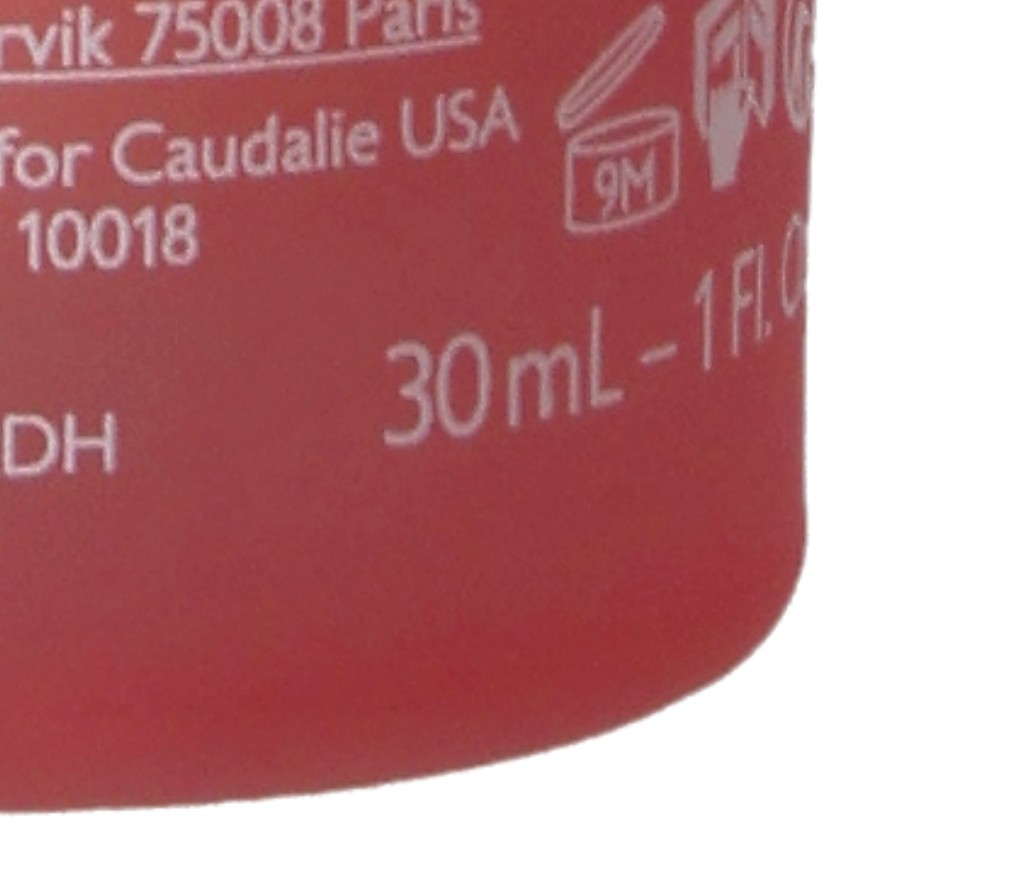 rvik 75008 Paris
for Caudalie USA
10018
9M
30 mL – 1 Fl.
DH